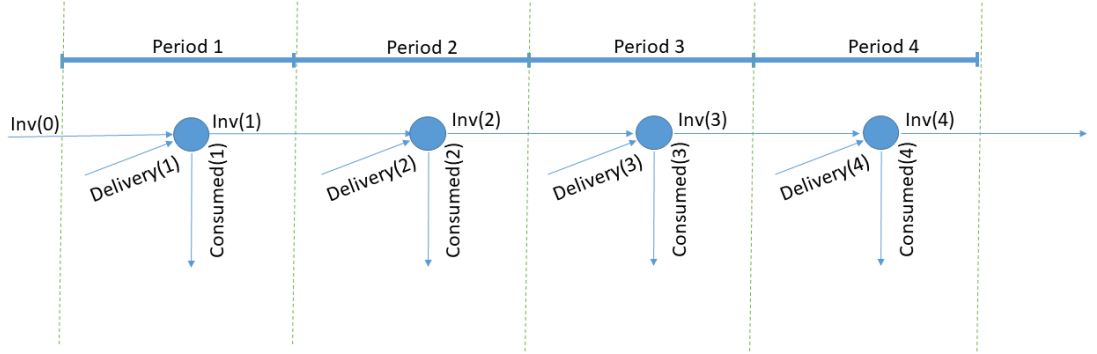 Period 1
Period 2
Period 3
Period 4
Inv(0)
Inv(1)
Inv(2)
Inv(3)
Inv(4)
Delivery(1)
Consumed(1)
Delivery(2)
Consumed(2)
Delivery(3)
Consumed(3)
Delivery(4)
Consumed(4)